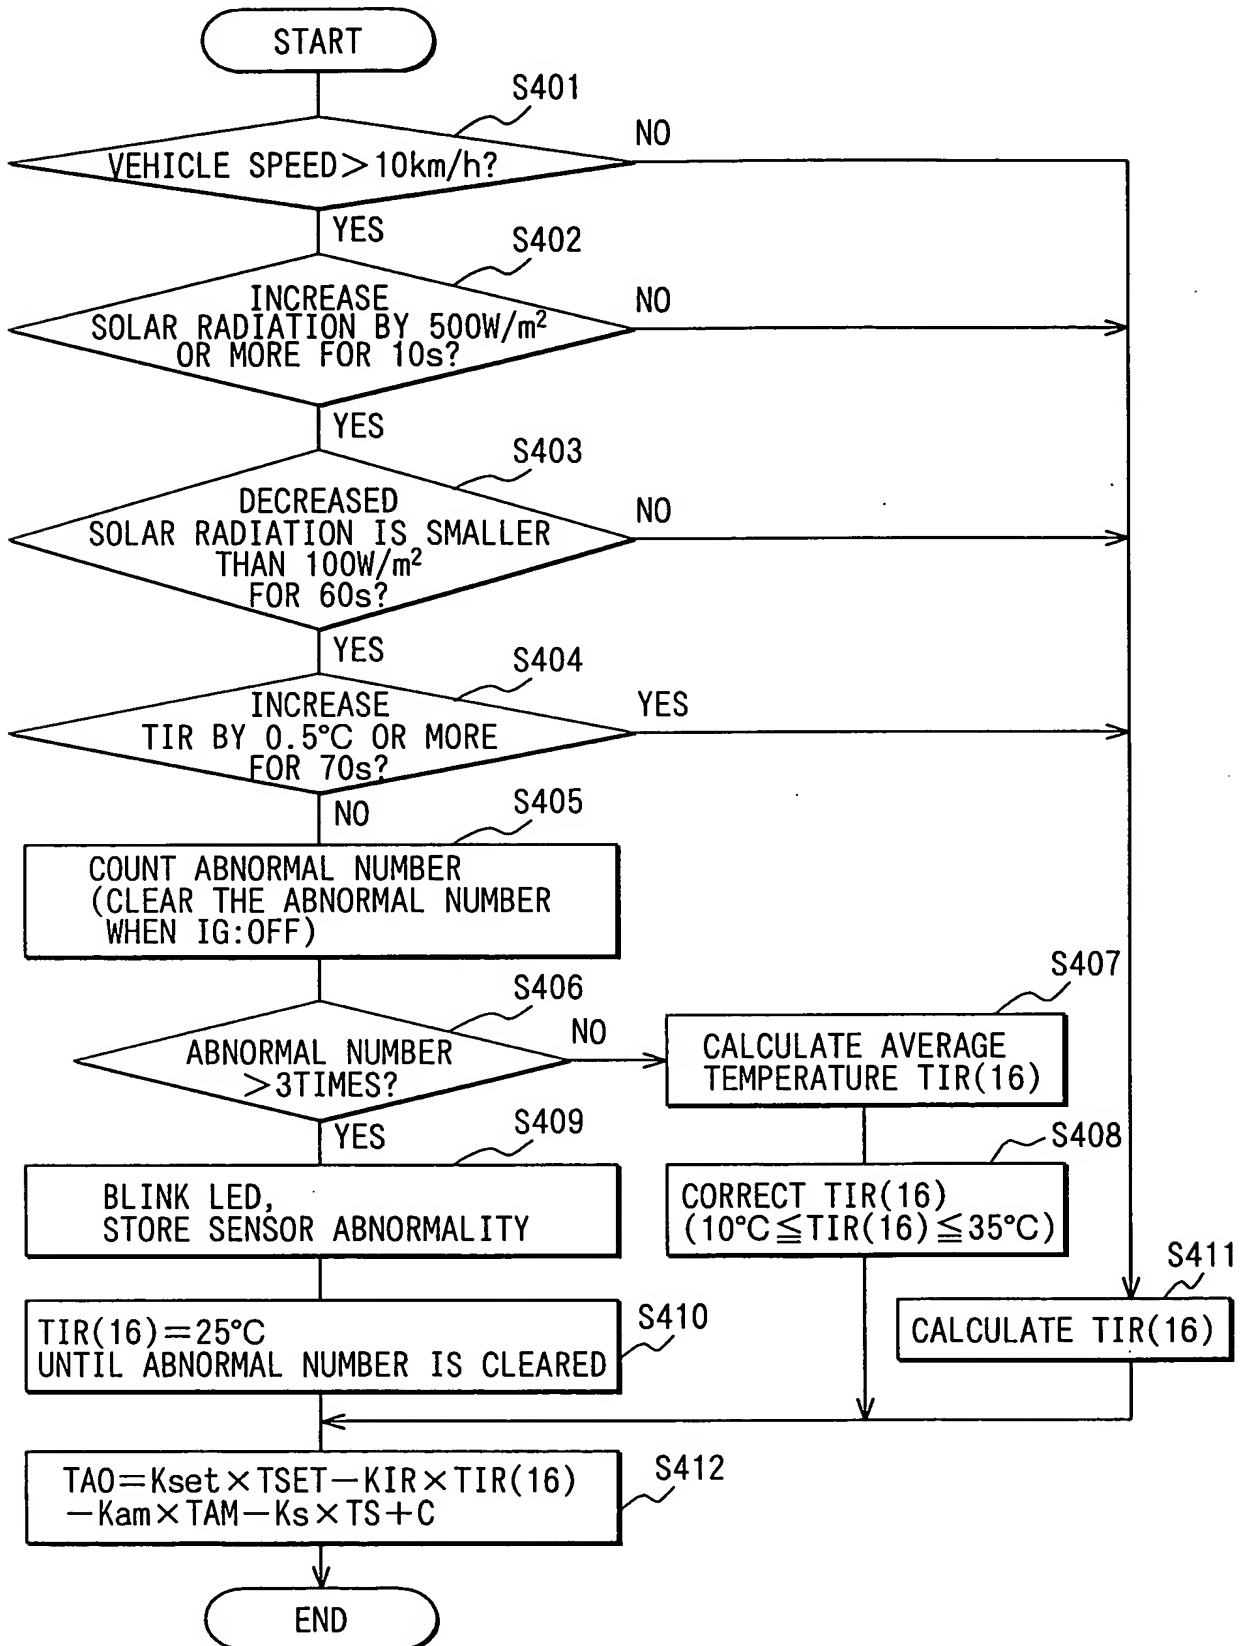 START
S401
VEHICLE SPEED>10km/h?
NO
YES
S402
INCREASE
SOLAR RADIATION BY 500W/m²
OR MORE FOR 10s?
NO
YES
S403
DECREASED
SOLAR RADIATION IS SMALLER
THAN 100W/m²
FOR 60s?
NO
YES
S404
INCREASE
TIR BY 0.5°C OR MORE
FOR 70s?
YES
NO
S405
COUNT ABNORMAL NUMBER
(CLEAR THE ABNORMAL NUMBER
WHEN IG:OFF)
S406
ABNORMAL NUMBER
>3TIMES?
NO
YES
S407
CALCULATE AVERAGE
TEMPERATURE TIR(16)
S408
CORRECT TIR(16)
(10°C≦TIR(16)≦35°C)
S409
BLINK LED,
STORE SENSOR ABNORMALITY
S410
TIR(16)=25°C
UNTIL ABNORMAL NUMBER IS CLEARED
S411
CALCULATE TIR(16)
S412
TAO=Kset×TSET−KIR×TIR(16)
−Kam×TAM−Ks×TS+C
END